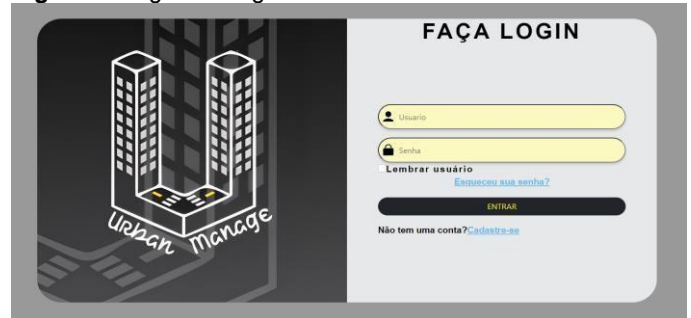 FAÇA LOGIN
Usuario
Senha
Lembrar usuário
Esqueceu sua senha?
ENTRAR
Não tem uma conta?Cadastre-se
Urban Manage